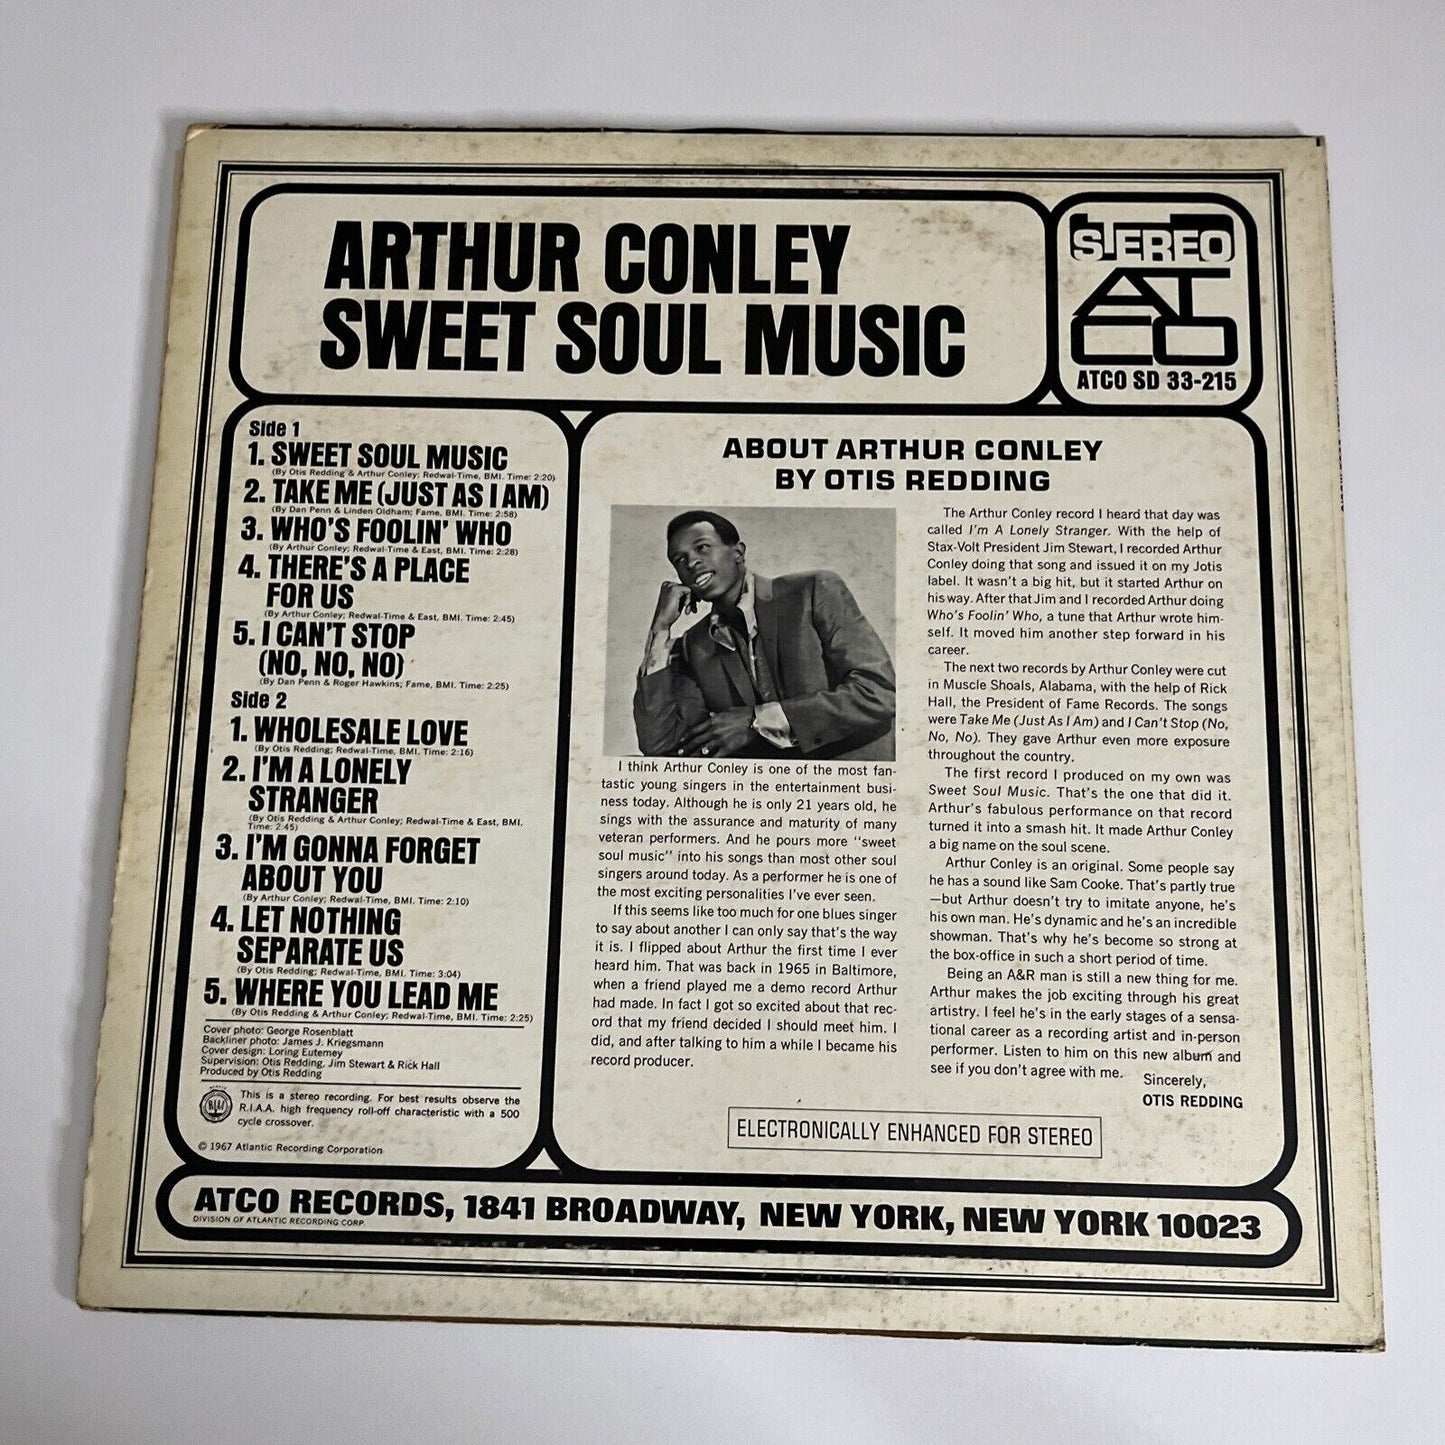 ARTHUR CONLEY
SWEET SOUL MUSIC
STEREO
ATCO
ATCO SD 33-215
Side 1
1. SWEET SOUL MUSIC
(By Otis Redding & Arthur Conley; Redwal-Time, BMI. Time: 2:20)
2. TAKE ME (JUST AS I AM)
(By Dan Penn & Linden Oldham; Fame, BMI. Time: 2:58)
3. WHO'S FOOLIN' WHO
(By Arthur Conley; Redwal-Time & East, BMI. Time: 2:28)
4. THERE'S A PLACE
FOR US
(By Arthur Conley; Redwal-Time & East, BMI. Time: 2:45)
5. I CAN'T STOP
(NO, NO, NO)
(By Dan Penn & Roger Hawkins; Fame, BMI. Time: 2:25)
Side 2
1. WHOLESALE LOVE
(By Otis Redding; Redwal-Time, BMI. Time: 2:16)
2. I'M A LONELY
STRANGER
(By Otis Redding & Arthur Conley; Redwal-Time & East, BMI.
Time: 2:45)
3. I'M GONNA FORGET
ABOUT YOU
(By Arthur Conley; Redwal-Time, BMI. Time: 2:10)
4. LET NOTHING
SEPARATE US
(By Otis Redding; Redwal-Time, BMI. Time: 3:04)
5. WHERE YOU LEAD ME
(By Otis Redding & Arthur Conley; Redwal-Time, BMI. Time: 2:25)
Cover photo: George Rosenblatt
Backliner photo: James J. Kriegsmann
Cover design: Loring Eutemey
Supervision: Otis Redding, Jim Stewart & Rick Hall
Produced by Otis Redding
This is a stereo recording. For best results observe the
R.I.A.A. high frequency roll-off characteristic with a 500
cycle crossover.
© 1967 Atlantic Recording Corporation
ABOUT ARTHUR CONLEY
BY OTIS REDDING
I think Arthur Conley is one of the most fan-
tastic young singers in the entertainment busi-
ness today. Although he is only 21 years old, he
sings with the assurance and maturity of many
veteran performers. And he pours more "sweet
soul music" into his songs than most other soul
singers around today. As a performer he is one of
the most exciting personalities I've ever seen.
If this seems like too much for one blues singer
to say about another I can only say that's the way
it is. I flipped about Arthur the first time I ever
heard him. That was back in 1965 in Baltimore,
when a friend played me a demo record Arthur
had made. In fact I got so excited about that rec-
ord that my friend decided I should meet him. I
did, and after talking to him a while I became his
record producer.
The Arthur Conley record I heard that day was
called I'm A Lonely Stranger. With the help of
Stax-Volt President Jim Stewart, I recorded Arthur
Conley doing that song and issued it on my Jotis
label. It wasn't a big hit, but it started Arthur on
his way. After that Jim and I recorded Arthur doing
Who's Foolin' Who, a tune that Arthur wrote him-
self. It moved him another step forward in his
career.
The next two records by Arthur Conley were cut
in Muscle Shoals, Alabama, with the help of Rick
Hall, the President of Fame Records. The songs
were Take Me (Just As I Am) and I Can't Stop (No,
No, No). They gave Arthur even more exposure
throughout the country.
The first record I produced on my own was
Sweet Soul Music. That's the one that did it.
Arthur's fabulous performance on that record
turned it into a smash hit. It made Arthur Conley
a big name on the soul scene.
Arthur Conley is an original. Some people say
he has a sound like Sam Cooke. That's partly true
—but Arthur doesn't try to imitate anyone, he's
his own man. He's dynamic and he's an incredible
showman. That's why he's become so strong at
the box-office in such a short period of time.
Being an A&R man is still a new thing for me.
Arthur makes the job exciting through his great
artistry. I feel he's in the early stages of a sensa-
tional career as a recording artist and in-person
performer. Listen to him on this new album and
see if you don't agree with me.
Sincerely,
OTIS REDDING
ELECTRONICALLY ENHANCED FOR STEREO
ATCO RECORDS, 1841 BROADWAY, NEW YORK, NEW YORK 10023
DIVISION OF ATLANTIC RECORDING CORP.